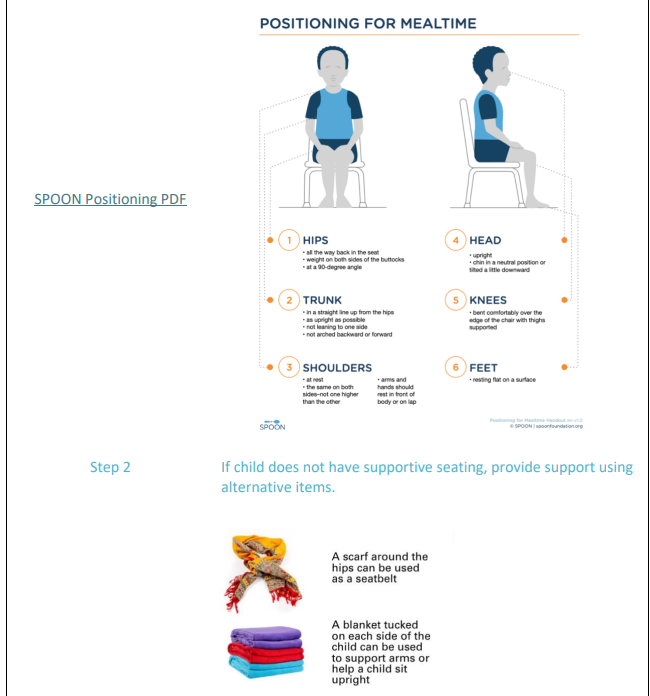 POSITIONING FOR MEALTIME
SPOON Positioning PDF
1 HIPS
• all the way back in the seat
• weight on both sides of the buttocks
• at a 90-degree angle
2 TRUNK
• in a straight line up from the hips
• as upright as possible
• not leaning to one side
• not arched backward or forward
3 SHOULDERS
• at rest
• the same on both
sides–not one higher
than the other
• arms and
hands should
rest in front of
body or on lap
4 HEAD
• upright
• chin in a neutral position or
tilted a little downward
5 KNEES
• bent comfortably over the
edge of the chair with thighs
supported
6 FEET
• resting flat on a surface
SPOON
Positioning for Mealtime Handout en v1.0
© SPOON | spoonfoundation.org
Step 2
If child does not have supportive seating, provide support using
alternative items.
A scarf around the
hips can be used
as a seatbelt
A blanket tucked
on each side of the
child can be used
to support arms or
help a child sit
upright